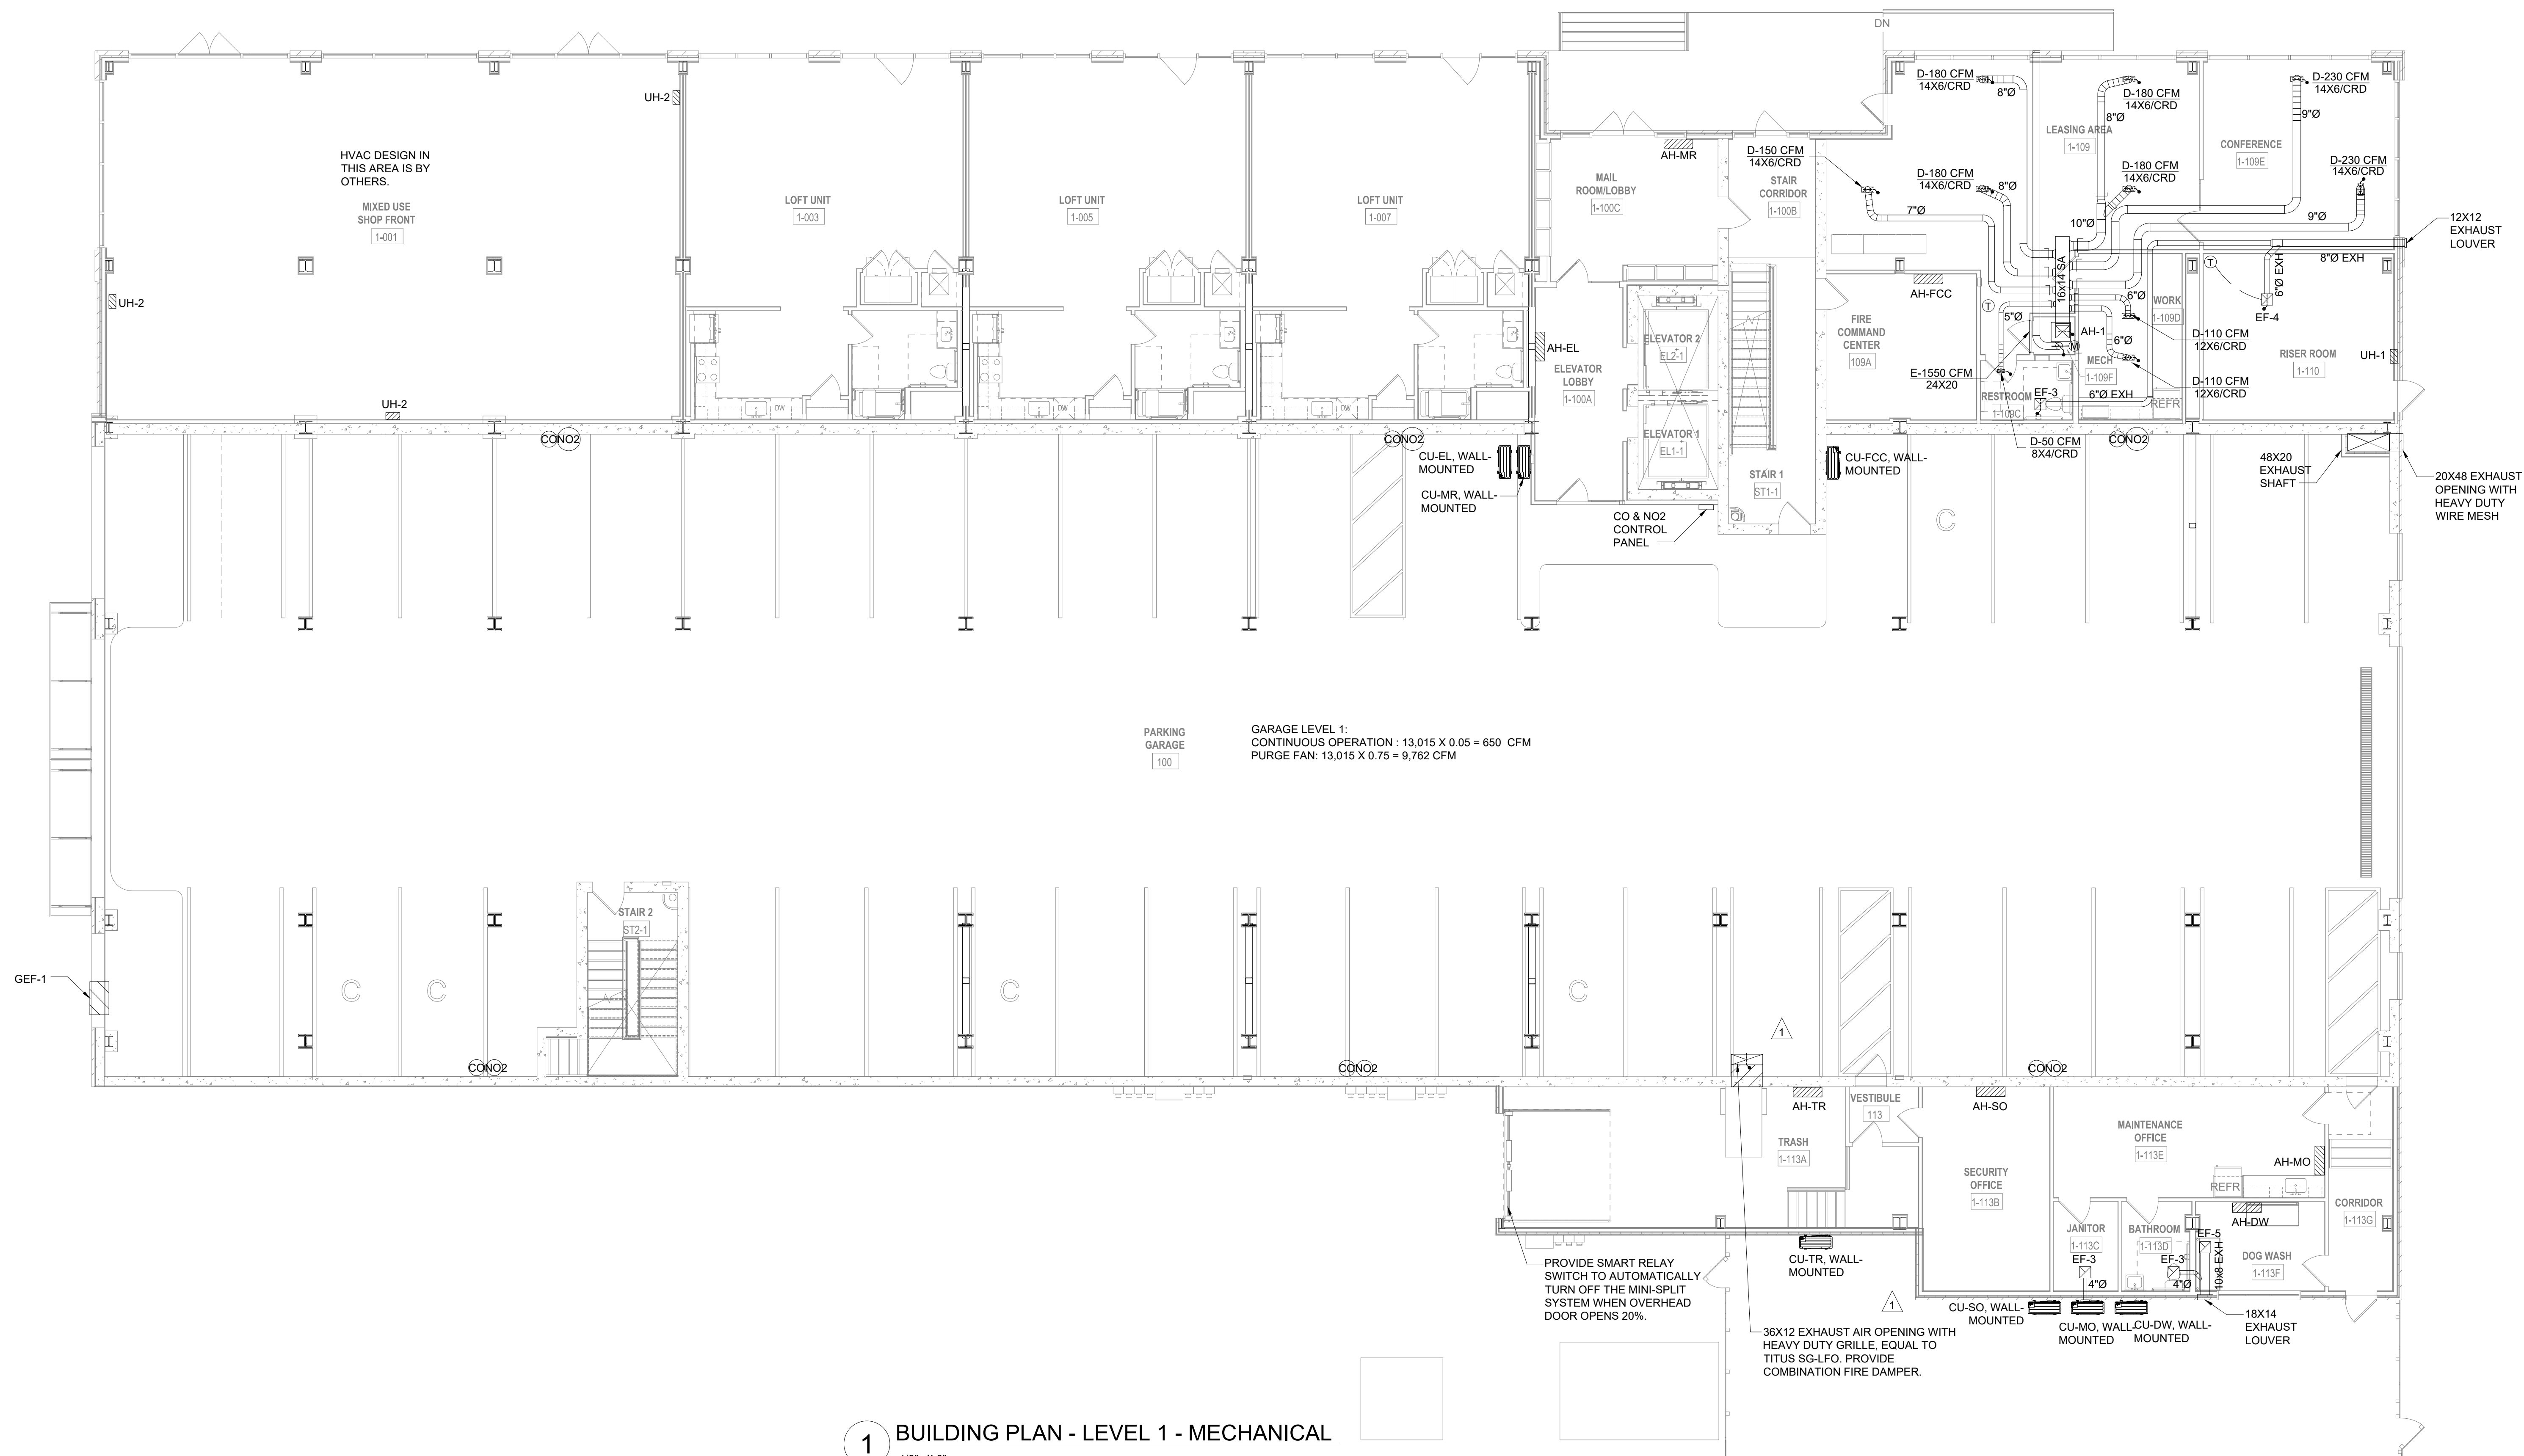 DN
UH-2
HVAC DESIGN IN
THIS AREA IS BY
OTHERS.
MIXED USE
SHOP FRONT
1-001
UH-2
UH-2
LOFT UNIT
1-003
LOFT UNIT
1-005
LOFT UNIT
1-007
DW
DW
DW
AH-MR
MAIL
ROOM/LOBBY
1-100C
STAIR
CORRIDOR
1-100B
AH-EL
ELEVATOR
LOBBY
1-100A
ELEVATOR 2
EL2-1
ELEVATOR 1
EL1-1
STAIR 1
ST1-1
D-180 CFM
14X6/CRD
8"Ø
D-180 CFM
14X6/CRD
8"Ø
D-230 CFM
14X6/CRD
9"Ø
LEASING AREA
1-109
CONFERENCE
1-109E
D-150 CFM
14X6/CRD
7"Ø
D-180 CFM
14X6/CRD
8"Ø
D-180 CFM
14X6/CRD
10"Ø
D-230 CFM
14X6/CRD
9"Ø
12X12
EXHAUST
LOUVER
8"Ø EXH
6"Ø EXH
T
EF-4
16x14 SA
AH-FCC
FIRE
COMMAND
CENTER
109A
T
5"Ø
AH-1
M
6"Ø
WORK
1-109D
6"Ø
MECH
1-109F
D-110 CFM
12X6/CRD
D-110 CFM
12X6/CRD
RISER ROOM
1-110
UH-1
E-1550 CFM
24X20
RESTROOM
1-109C
EF-3
6"Ø EXH
REFR
D-50 CFM
8X4/CRD
CONO2
CONO2
CONO2
CU-EL, WALL-
MOUNTED
CU-MR, WALL-
MOUNTED
CO & NO2
CONTROL
PANEL
CU-FCC, WALL-
MOUNTED
48X20
EXHAUST
SHAFT
20X48 EXHAUST
OPENING WITH
HEAVY DUTY
WIRE MESH
C
PARKING
GARAGE
100
GARAGE LEVEL 1:
CONTINUOUS OPERATION : 13,015 X 0.05 = 650 CFM
PURGE FAN: 13,015 X 0.75 = 9,762 CFM
STAIR 2
ST2-1
GEF-1
C
C
C
C
1
CONO2
CONO2
CONO2
AH-TR
VESTIBULE
113
TRASH
1-113A
AH-SO
SECURITY
OFFICE
1-113B
MAINTENANCE
OFFICE
1-113E
AH-MO
REFR
CORRIDOR
1-113G
JANITOR
1-113C
EF-3
4"Ø
BATHROOM
1-113D
EF-3
4"Ø
AH-DW
EF-5
10x8 EXH
DOG WASH
1-113F
PROVIDE SMART RELAY
SWITCH TO AUTOMATICALLY
TURN OFF THE MINI-SPLIT
SYSTEM WHEN OVERHEAD
DOOR OPENS 20%.
CU-TR, WALL-
MOUNTED
1
36X12 EXHAUST AIR OPENING WITH
HEAVY DUTY GRILLE, EQUAL TO
TITUS SG-LFO. PROVIDE
COMBINATION FIRE DAMPER.
CU-SO, WALL-
MOUNTED
CU-MO, WALL-
MOUNTED
CU-DW, WALL-
MOUNTED
18X14
EXHAUST
LOUVER
1
BUILDING PLAN - LEVEL 1 - MECHANICAL